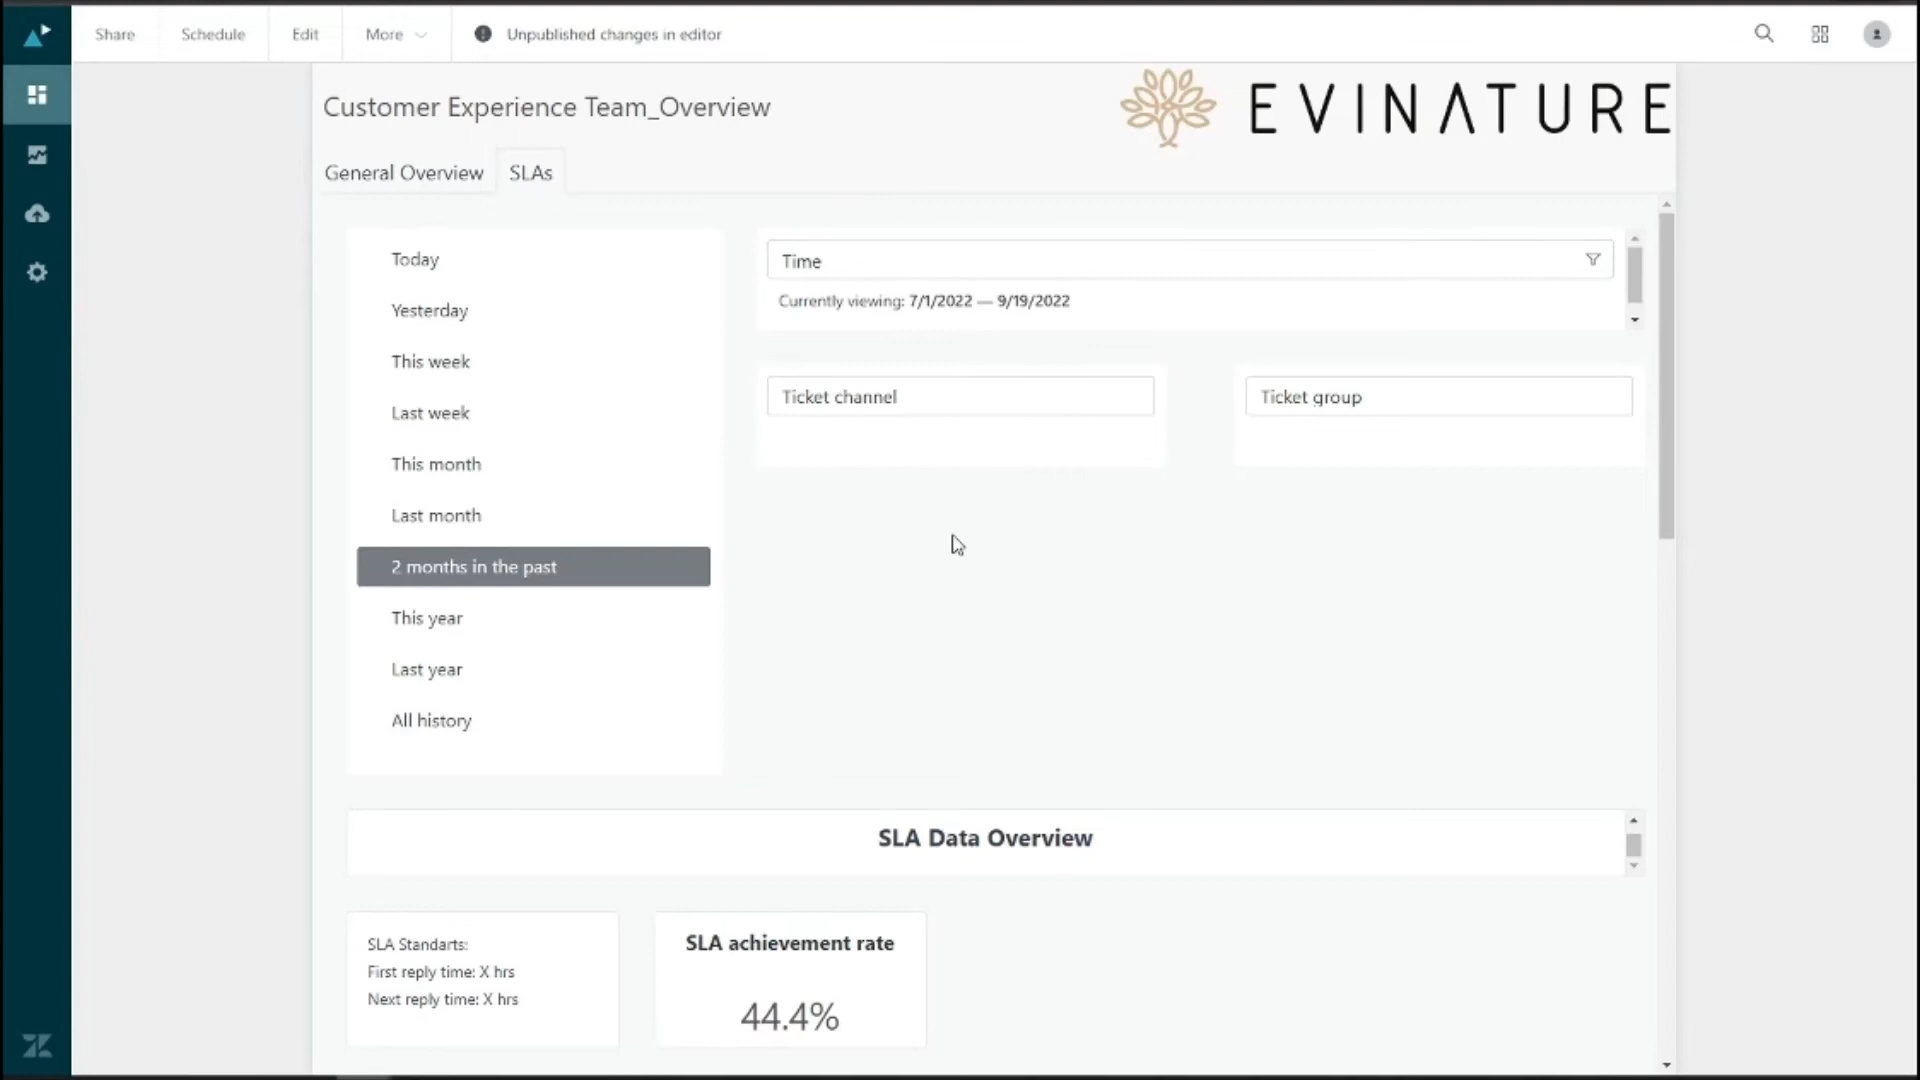 Share Schedule Edit More Unpublished changes in editor
Customer Experience Team_Overview
EVINATURE
General Overview SLAs
Today
Yesterday
This week
Last week
This month
Last month
2 months in the past
This year
Last year
All history
Time
Currently viewing: 7/1/2022 — 9/19/2022
Ticket channel
Ticket group
SLA Data Overview
SLA Standarts:
First reply time: X hrs
Next reply time: X hrs
SLA achievement rate
44.4%